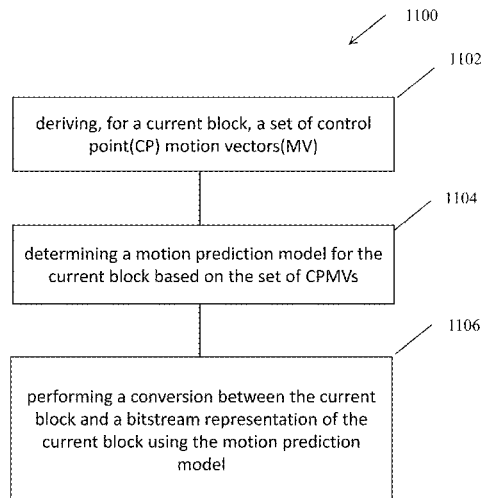 1100
1102
deriving, for a current block, a set of control
point(CP) motion vectors(MV)
1104
determining a motion prediction model for the
current block based on the set of CPMVs
1106
performing a conversion between the current
block and a bitstream representation of the
current block using the motion prediction
model